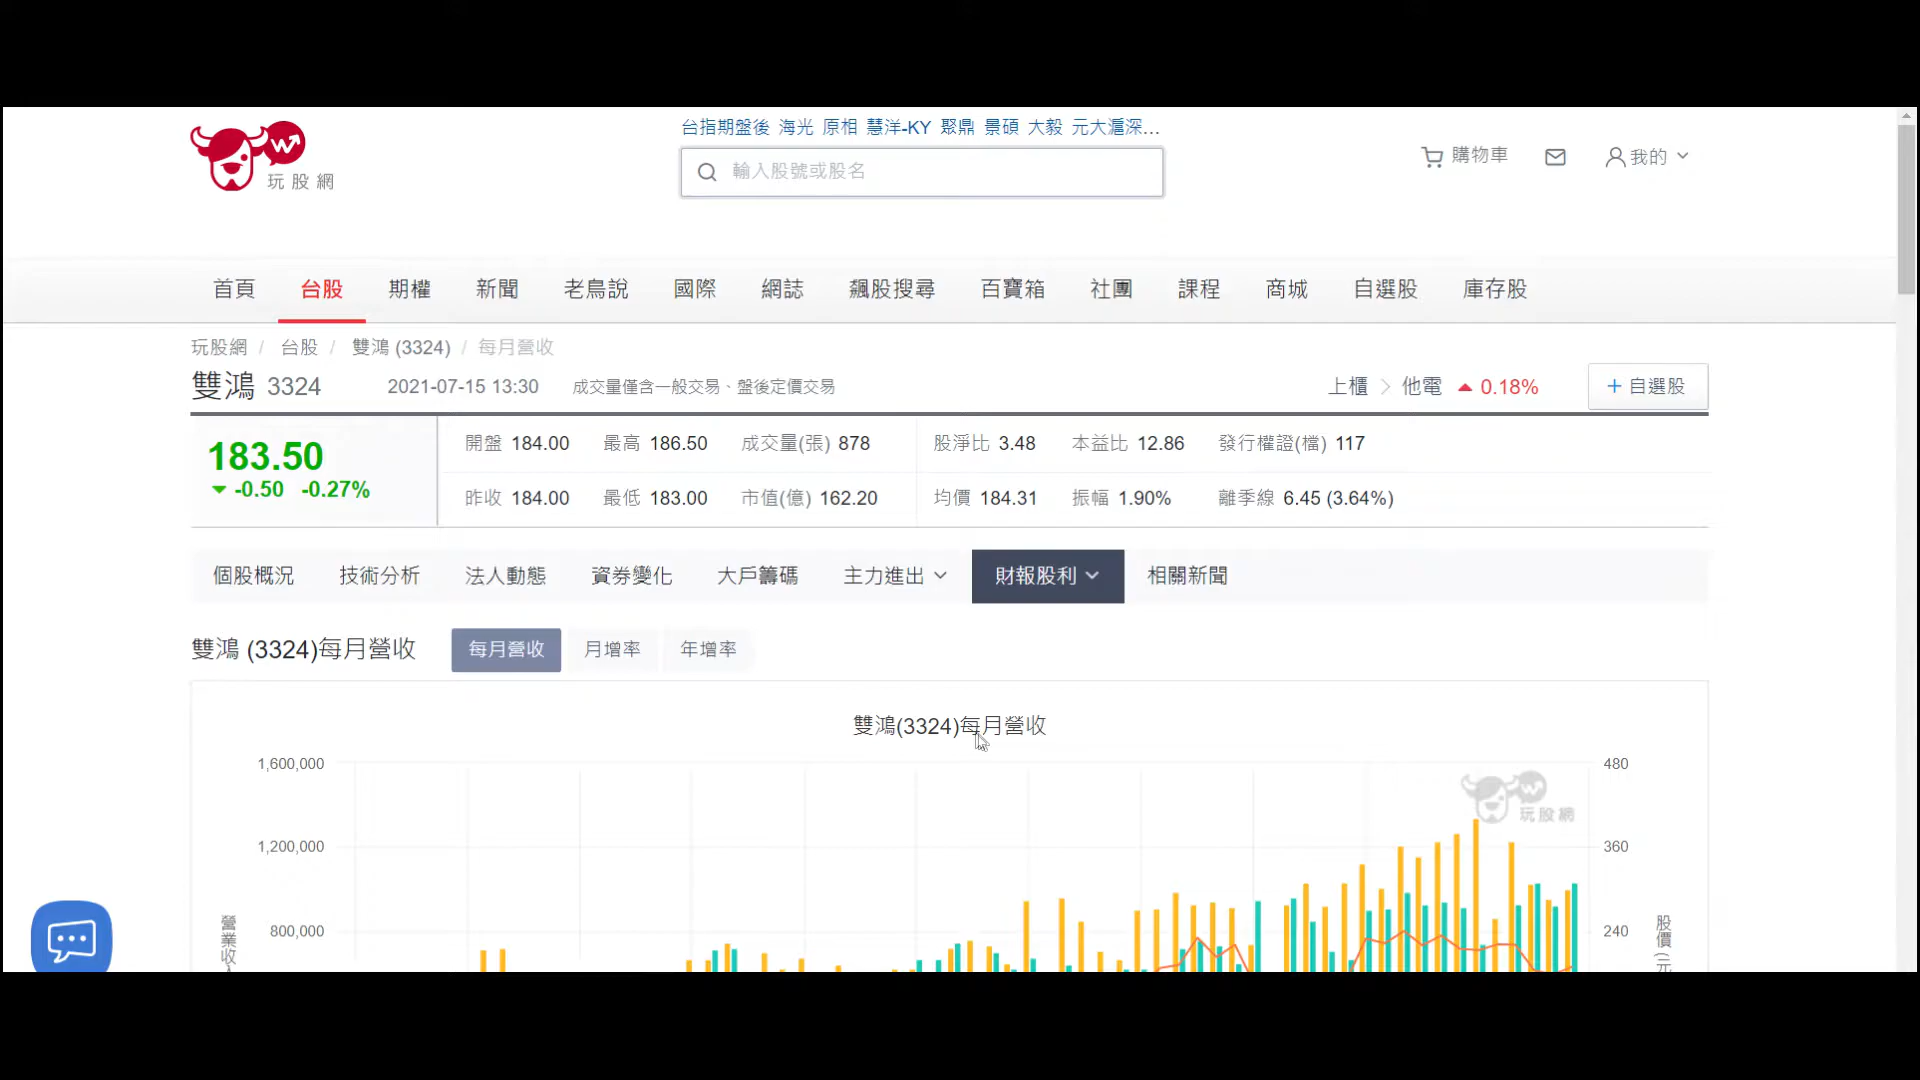 台指期盤後 海光 原相 慧洋-KY 聚鼎 景碩 大毅 元大滬深...
玩股網
輸入股號或股名
購物車
我的
首頁 台股 期權 新聞 老鳥說 國際 網誌 飆股搜尋 百寶箱 社團 課程 商城 自選股 庫存股
玩股網 / 台股 / 雙鴻 (3324) / 每月營收
雙鴻 3324 2021-07-15 13:30 成交量僅含一般交易、盤後定價交易 上櫃 > 他電 ▲ 0.18% + 自選股
183.50
▼ -0.50 -0.27%
開盤 184.00 最高 186.50 成交量(張) 878 股淨比 3.48 本益比 12.86 發行權證(檔) 117
昨收 184.00 最低 183.00 市值(億) 162.20 均價 184.31 振幅 1.90% 離季線 6.45 (3.64%)
個股概況 技術分析 法人動態 資券變化 大戶籌碼 主力進出 財報股利 相關新聞
雙鴻 (3324)每月營收 每月營收 月增率 年增率
雙鴻(3324)每月營收
1,600,000 480
玩股網
1,200,000 360
800,000 240
營業收
股價(元